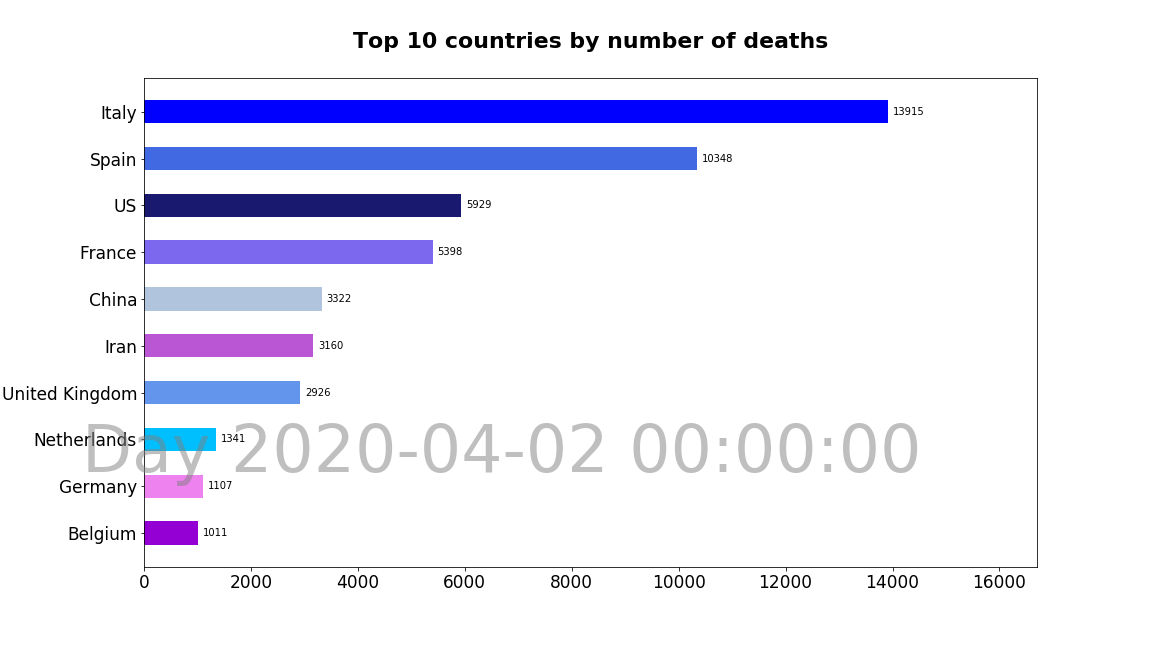 Top 10 countries by number of deaths
Italy 13915
Spain 10348
US 5929
France 5398
China 3322
Iran 3160
United Kingdom 2926
Netherlands 1341
Day 2020-04-02 00:00:00
Germany 1107
Belgium 1011
0 2000 4000 6000 8000 10000 12000 14000 16000